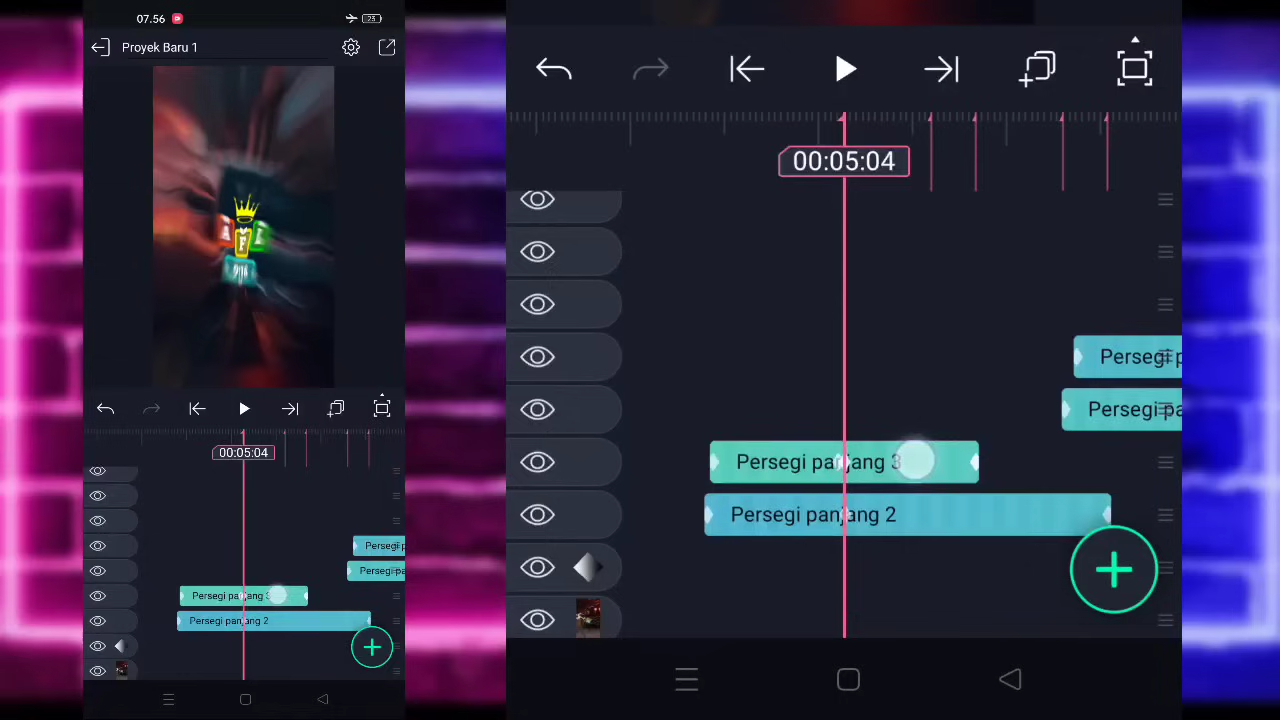 07.56
23
Proyek Baru 1
A
F
L
00:05:04
Persegi p
Persegi pa
Persegi panjang 3
Persegi panjang 2
00:05:04
Persegi p
Persegi pa
Persegi panjang 3
Persegi panjang 2